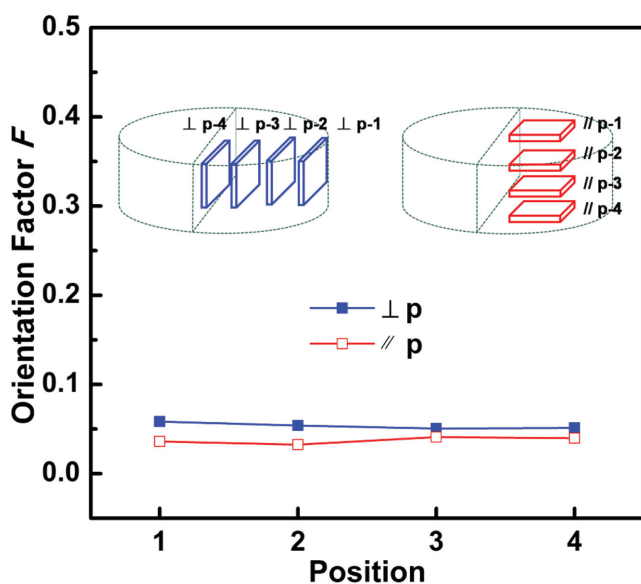 0.5
0.4
0.3
0.2
0.1
0.0
Orientation Factor F
⊥ p-4 ⊥ p-3 ⊥ p-2 ⊥ p-1
// p-1
// p-2
// p-3
// p-4
⊥ p
// p
1 2 3 4
Position